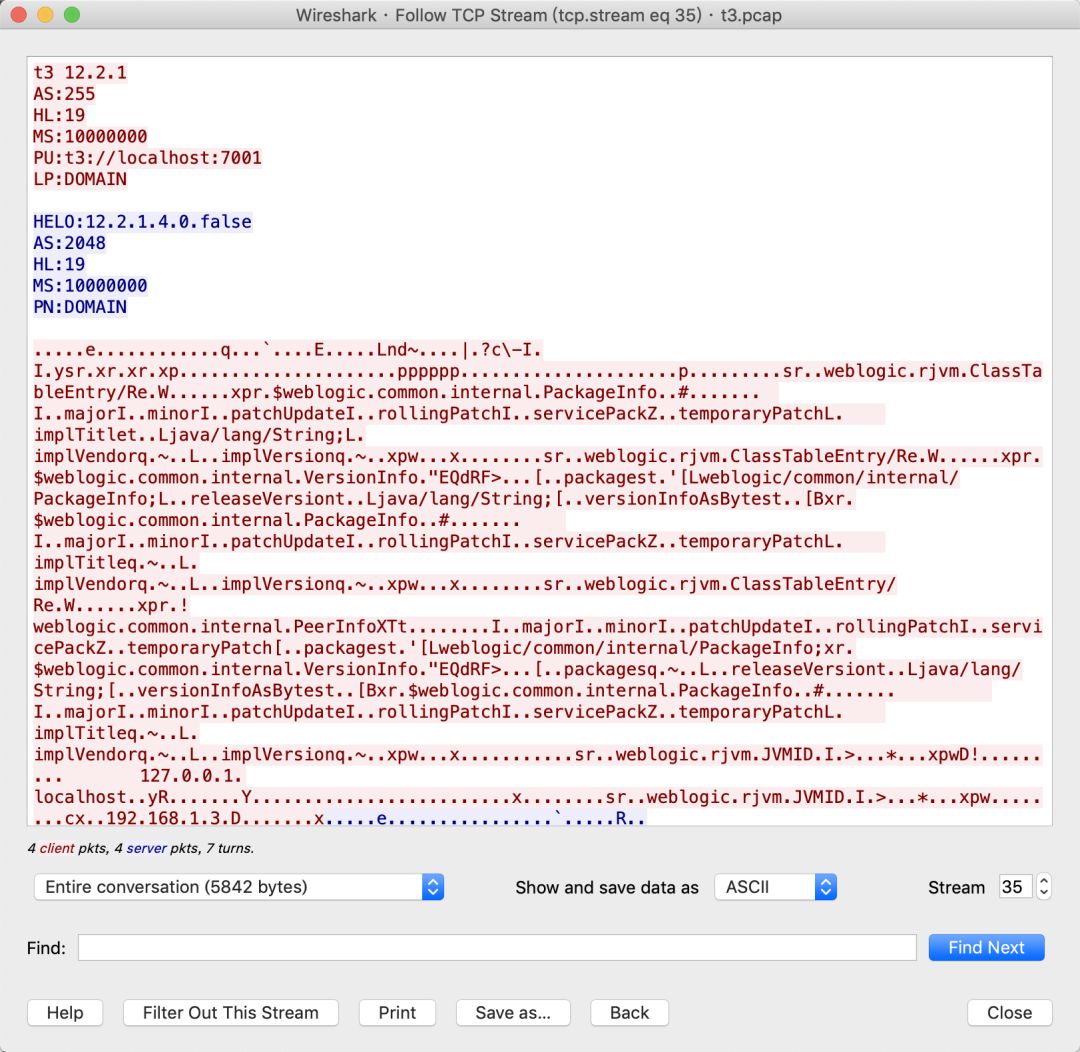 Wireshark · Follow TCP Stream (tcp.stream eq 35) · t3.pcap
t3 12.2.1
AS:255
HL:19
MS:10000000
PU:t3://localhost:7001
LP:DOMAIN
HELO:12.2.1.4.0.false
AS:2048
HL:19
MS:10000000
PN:DOMAIN
.....e............q...`....E.....Lnd~....|.?c\-I.
I.ysr.xr.xr.xp.....................pppppp.....................p.........sr..weblogic.rjvm.ClassTa
bleEntry/Re.W......xpr.$weblogic.common.internal.PackageInfo..#.......
I..majorI..minorI..patchUpdateI..rollingPatchI..servicePackZ..temporaryPatchL.
implTitlet..Ljava/lang/String;L.
implVendorq.~..L..implVersionq.~..xpw...x........sr..weblogic.rjvm.ClassTableEntry/Re.W......xpr.
$weblogic.common.internal.VersionInfo."EQdRF>...[..packagest.'[Lweblogic/common/internal/
PackageInfo;L..releaseVersiont..Ljava/lang/String;[..versionInfoAsBytest..[Bxr.
$weblogic.common.internal.PackageInfo..#.......
I..majorI..minorI..patchUpdateI..rollingPatchI..servicePackZ..temporaryPatchL.
implTitleq.~..L.
implVendorq.~..L..implVersionq.~..xpw...x........sr..weblogic.rjvm.ClassTableEntry/
Re.W......xpr.!
weblogic.common.internal.PeerInfoXTt........I..majorI..minorI..patchUpdateI..rollingPatchI..servi
cePackZ..temporaryPatch[..packagest.'[Lweblogic/common/internal/PackageInfo;xr.
$weblogic.common.internal.VersionInfo."EQdRF>...[..packagesq.~..L..releaseVersiont..Ljava/lang/
String;[..versionInfoAsBytest..[Bxr.$weblogic.common.internal.PackageInfo..#.......
I..majorI..minorI..patchUpdateI..rollingPatchI..servicePackZ..temporaryPatchL.
implTitleq.~..L.
implVendorq.~..L..implVersionq.~..xpw...x...........sr..weblogic.rjvm.JVMID.I.>...*...xpwD!......
... 127.0.0.1.
localhost..yR.......Y.........................x........sr..weblogic.rjvm.JVMID.I.>...*...xpw.....
...cx..192.168.1.3.D.......x.....e................`.....R..
4 client pkts, 4 server pkts, 7 turns.
Entire conversation (5842 bytes) Show and save data as ASCII Stream 35
Find: Find Next
Help Filter Out This Stream Print Save as... Back Close